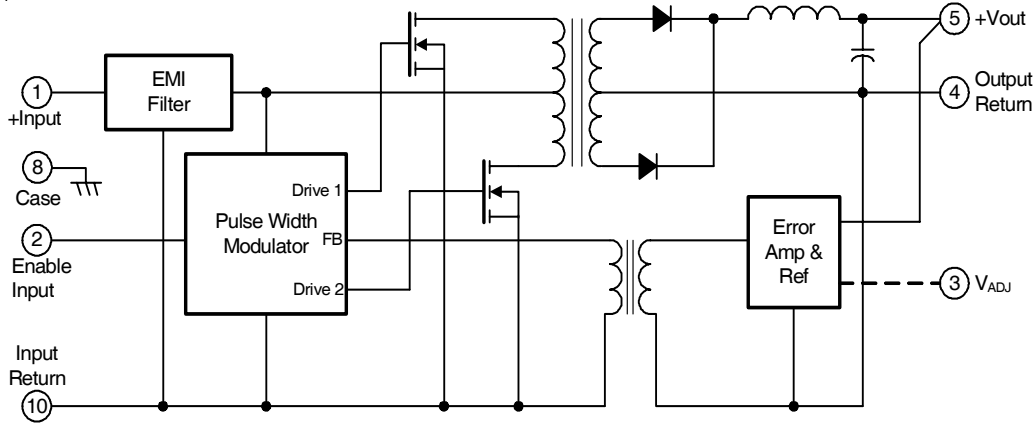 5 +Vout
EMI
Filter
1
+Input
4 Output
Return
8
Case
Drive 1
Pulse Width
Modulator
FB
Drive 2
2
Enable
Input
Error
Amp &
Ref
3 VADJ
Input
Return
10